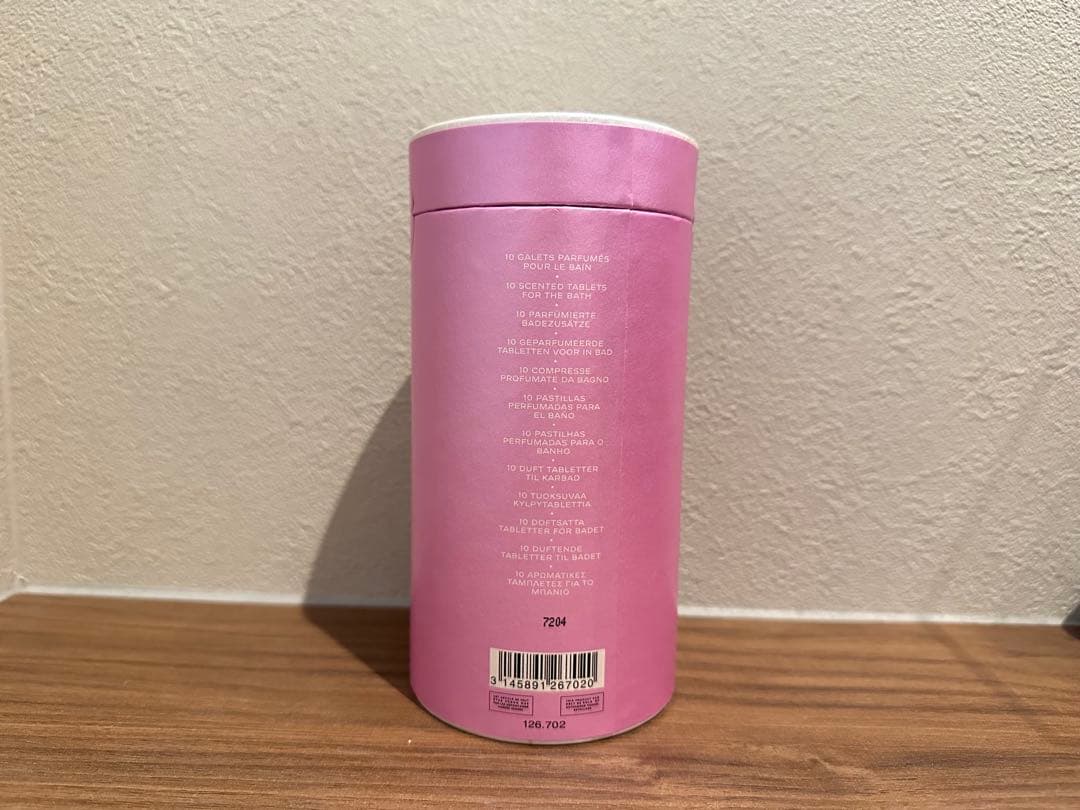 10 GALETS PARFUMÉS
POUR LE BAIN
10 SCENTED TABLETS
FOR THE BATH
10 PARFÜMIERTE
BADEZUSÄTZE
10 GEPARFUMEERDE
TABLETTEN VOOR IN BAD
10 COMPRESSE
PROFUMATE DA BAGNO
10 PASTILLAS
PERFUMADAS PARA
EL BAÑO
10 PASTILHAS
PERFUMADAS PARA O
BANHO
10 DUFT TABLETTER
TIL KARBAD
10 TUOKSUVAA
KYLPYTABLETTIA
10 DOFTSATTA
TABLETTER FÖR BADET
10 DUFTENDE
TABLETTER TIL BADET
10 ΑΡΩΜΑΤΙΚΕΣ
ΤΑΜΠΛΕΤΕΣ ΓΙΑ ΤΟ
ΜΠΑΝΙΟ
7204
3 145891 267020
126.702